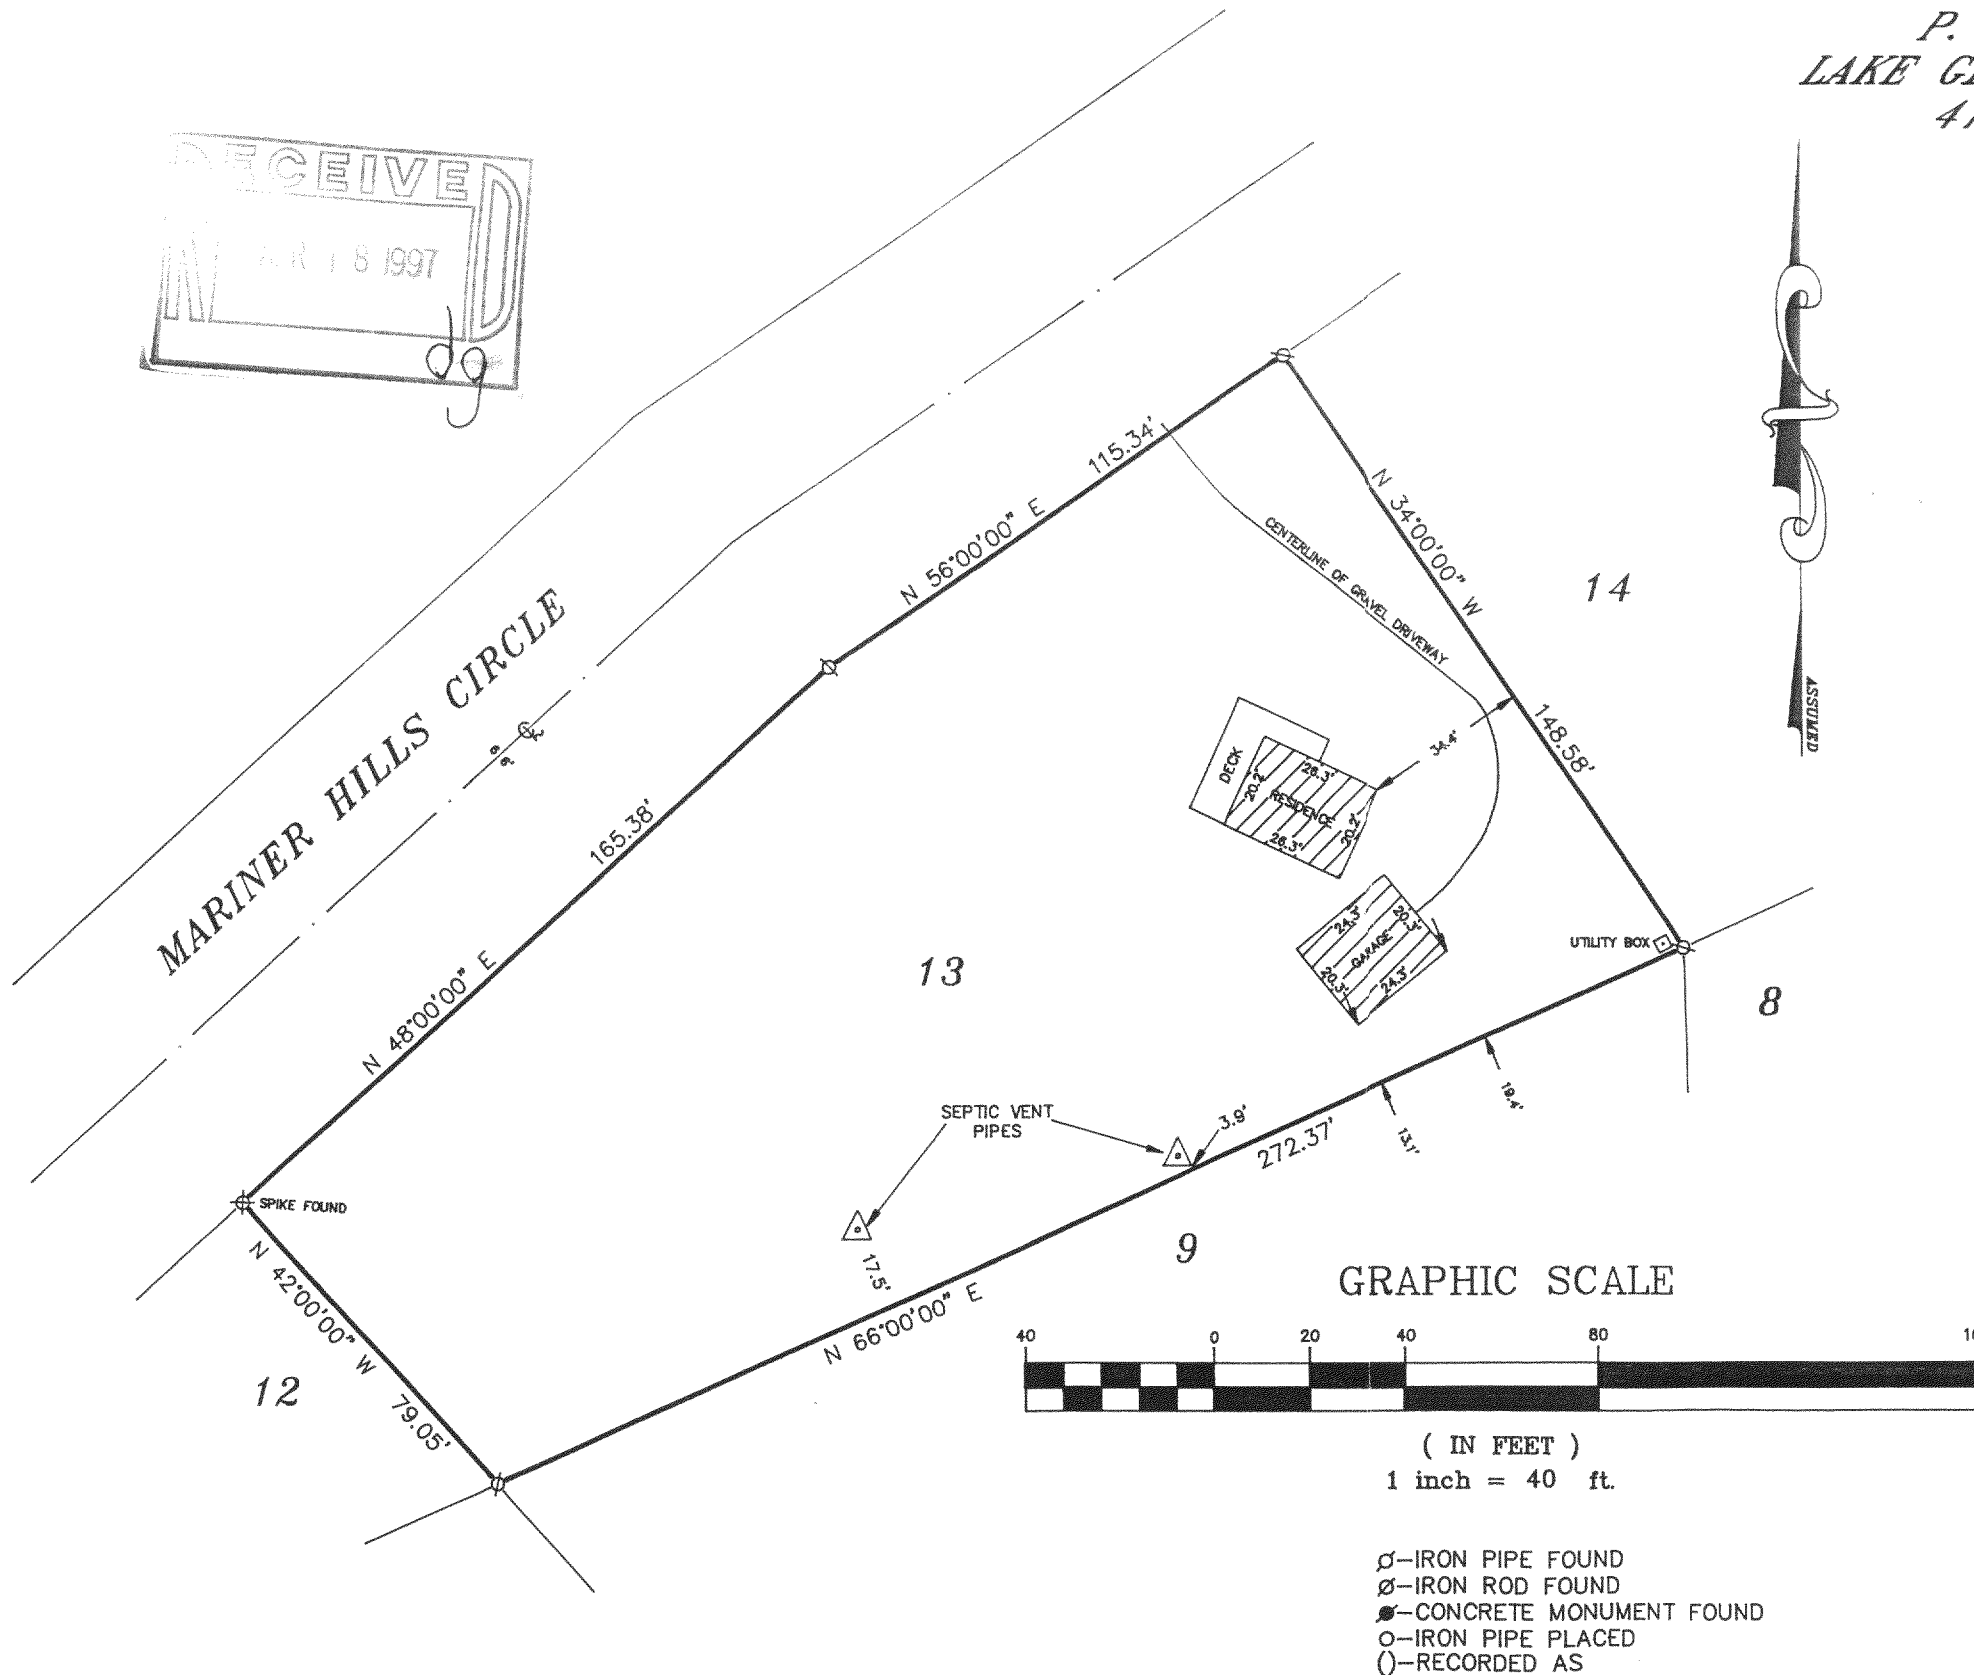 P.
LAKE
RECEIVED
1 8 1997
MARINER HILLS CIRCLE
66'
N 56°00'00" E
115.34'
N 34°00'00" W
148.58'
CENTERLINE OF GRAVEL DRIVEWAY
14
ASSUMED
34.4'
DECK
RESIDENCE
26.3'
20.2'
20.2'
26.3'
GARAGE
24.3'
20.3'
20.3'
24.3'
UTILITY BOX
8
N 48°00'00" E
165.38'
13
SEPTIC VENT
PIPES
3.9'
17.5'
272.37'
N 66°00'00" E
13.1'
19.4'
9
SPIKE FOUND
N 42°00'00" W
79.05'
12
GRAPHIC SCALE
40 0 20 40 80
( IN FEET )
1 inch = 40 ft.
-IRON PIPE FOUND
-IRON ROD FOUND
-CONCRETE MONUMENT FOUND
-IRON PIPE PLACED
()-RECORDED AS